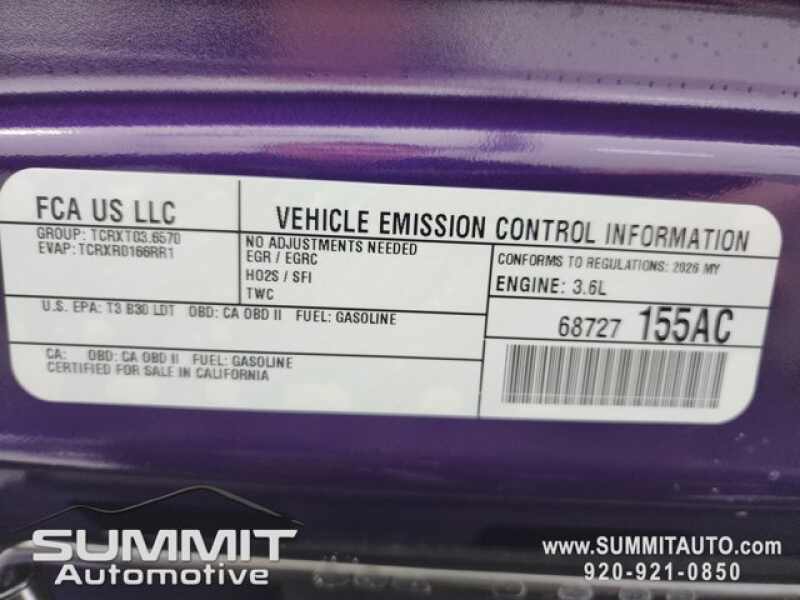 FCA US LLC
VEHICLE EMISSION CONTROL INFORMATION
GROUP: TCRXT03.6570
EVAP: TCRXR0166RR1
NO ADJUSTMENTS NEEDED
EGR / EGRC
HO2S / SFI
TWC
CONFORMS TO REGULATIONS: 2026 MY
ENGINE: 3.6L
U.S. EPA: T3 B30 LDT OBD: CA OBD II FUEL: GASOLINE
68727 155AC
CA: OBD: CA OBD II FUEL: GASOLINE
CERTIFIED FOR SALE IN CALIFORNIA
SUMMIT
Automotive
WWW.SUMMITAUTO.COM
920-921-0850